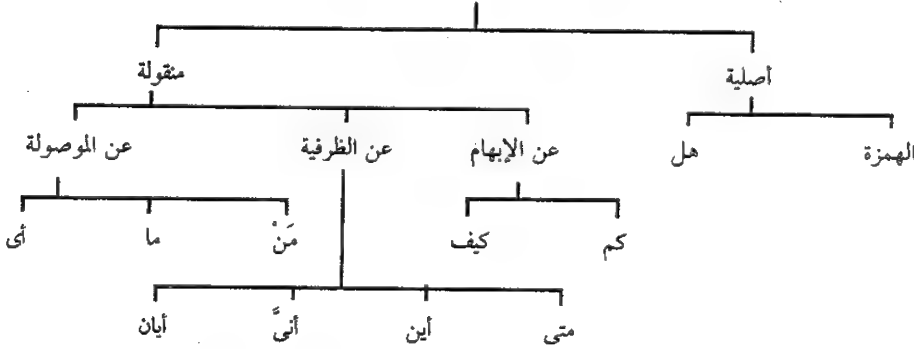 أصلية منقولة
الهمزة هل عن الإبهام عن الظرفية عن الموصولة
كم كيف مَنْ ما أى
متى أين أنىَّ أيان